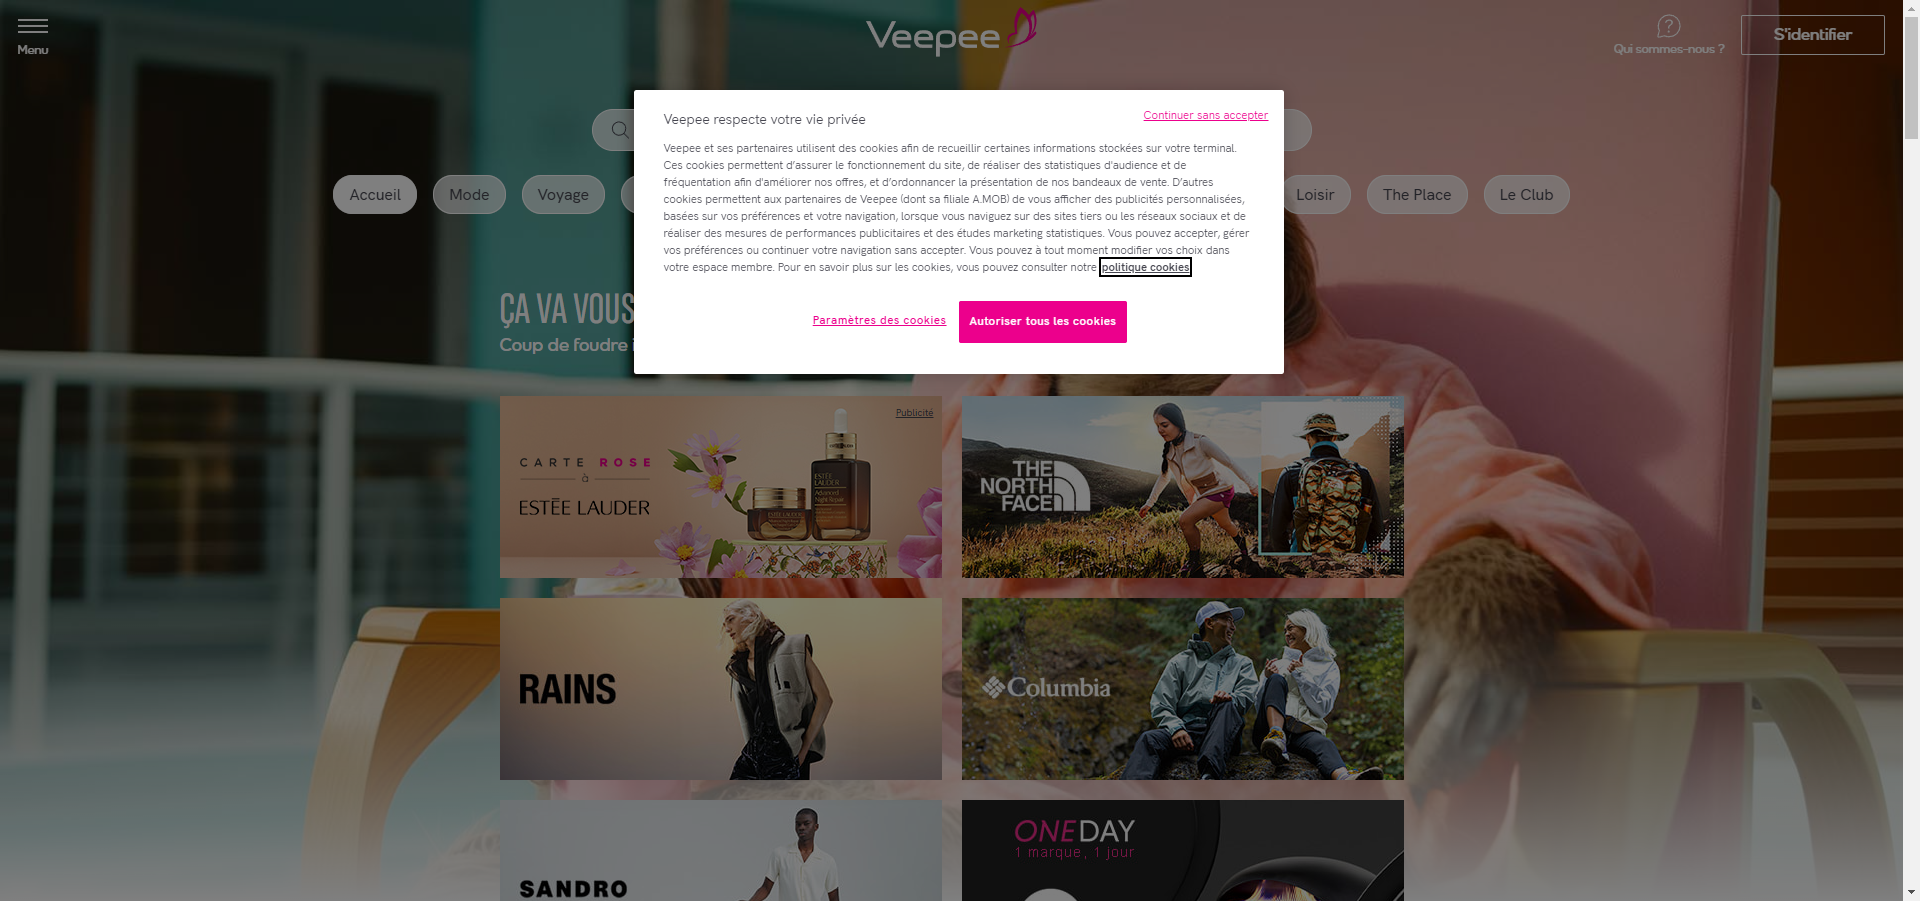 Menu
Veepee
Qui sommes-nous ?
S'identifier
Veepee respecte votre vie privée
Continuer sans accepter
Veepee et ses partenaires utilisent des cookies afin de recueillir certaines informations stockées sur votre terminal.
Ces cookies permettent d’assurer le fonctionnement du site, de réaliser des statistiques d'audience et de
fréquentation afin d'améliorer nos offres, et d’ordonnancer la présentation de nos bandeaux de vente. D’autres
cookies permettent aux partenaires de Veepee (dont sa filiale A.MOB) de vous afficher des publicités personnalisées,
basées sur vos préférences et votre navigation, lorsque vous naviguez sur des sites tiers ou les réseaux sociaux et de
réaliser des mesures de performances publicitaires et des études marketing statistiques. Vous pouvez accepter, gérer
vos préférences ou continuer votre navigation sans accepter. Vous pouvez à tout moment modifier vos choix dans
votre espace membre. Pour en savoir plus sur les cookies, vous pouvez consulter notre politique cookies
Paramètres des cookies
Autoriser tous les cookies
Accueil
Mode
Voyage
Loisir
The Place
Le Club
ÇA VA VOUS
Coup de foudre
Publicité
CARTE ROSE
à
ESTĒE LAUDER
ESTĒE LAUDER
Advanced
Night Repair
THE
NORTH
FACE
RAINS
Columbia
SANDRO
ONEDAY
1 marque, 1 jour